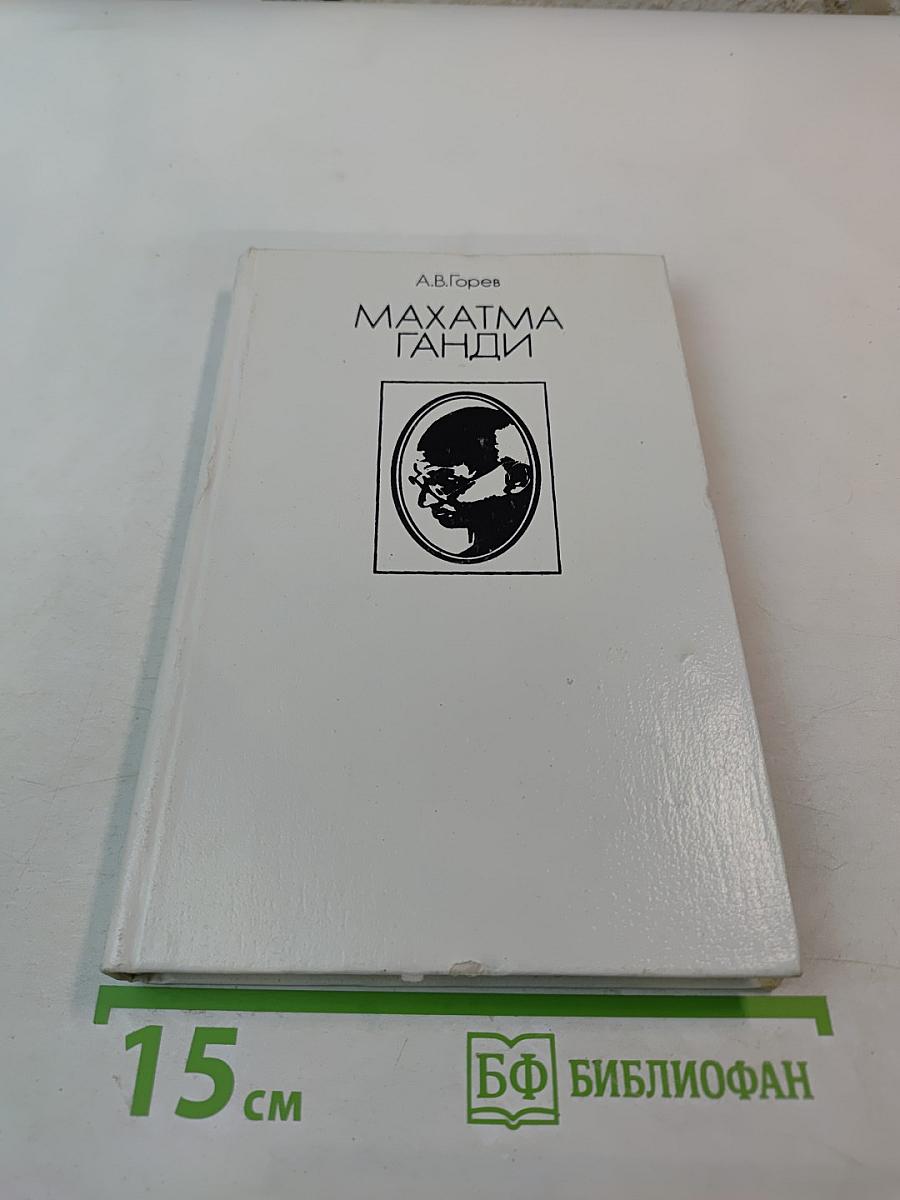 А.В.Горев
МАХАТМА
ГАНДИ
15 см
БФ БИБЛИОФАН